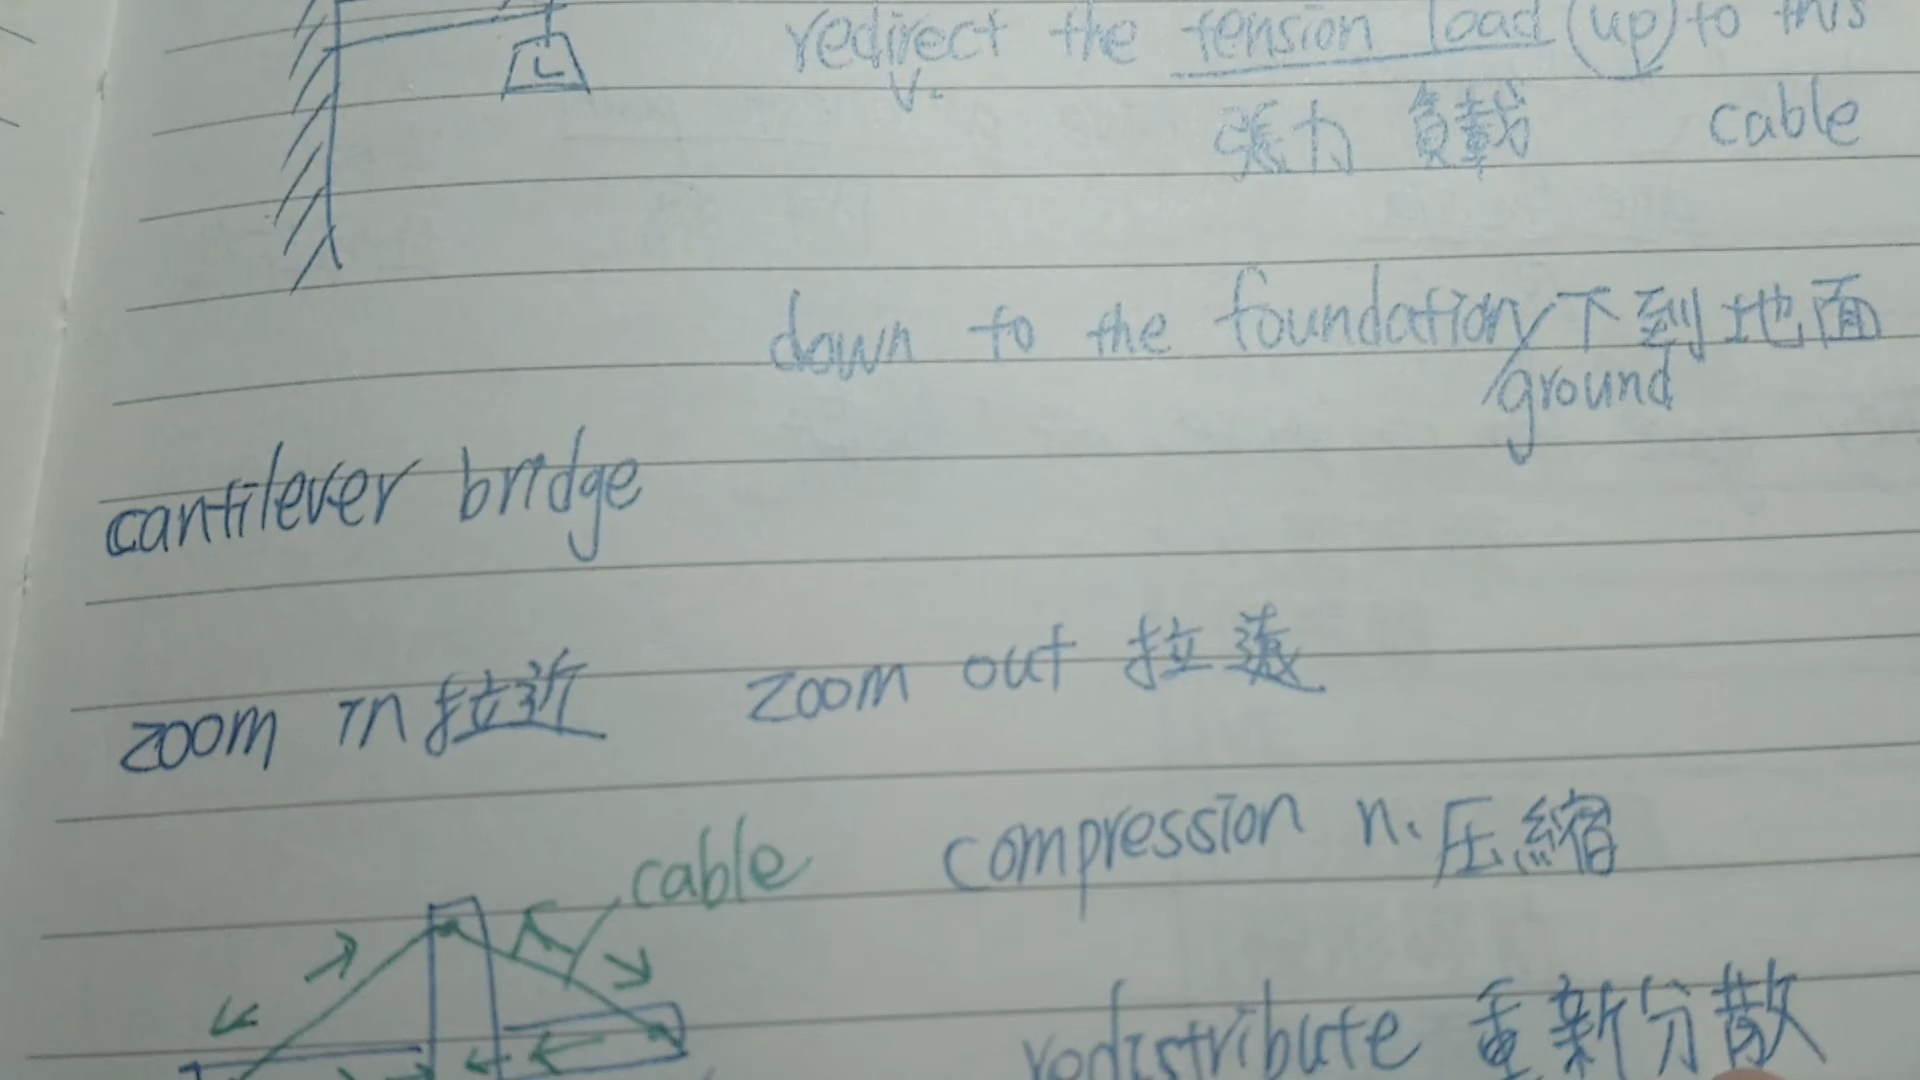 redirect the tension load (up) to this
L
v.
張力 負載 cable
down to the foundation/下到地面
ground
cantilever bridge
zoom in 拉近 zoom out 拉遠
cable compression n. 压縮
redistribute 重新分散